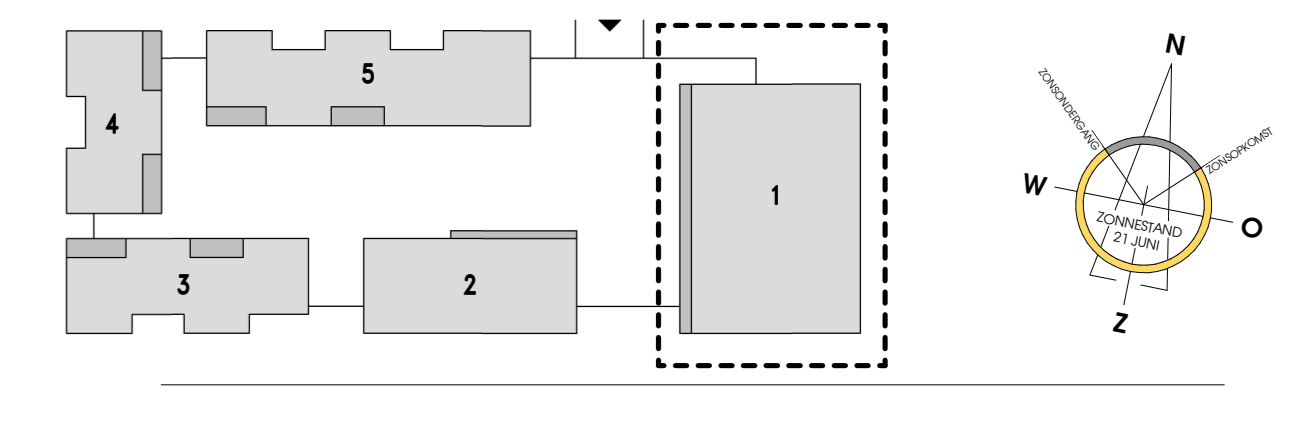 5
4
1
3
2
N
ZONSONDERGANG
ZONSOPKOMST
W
O
ZONNESTAND
21 JUNI
Z